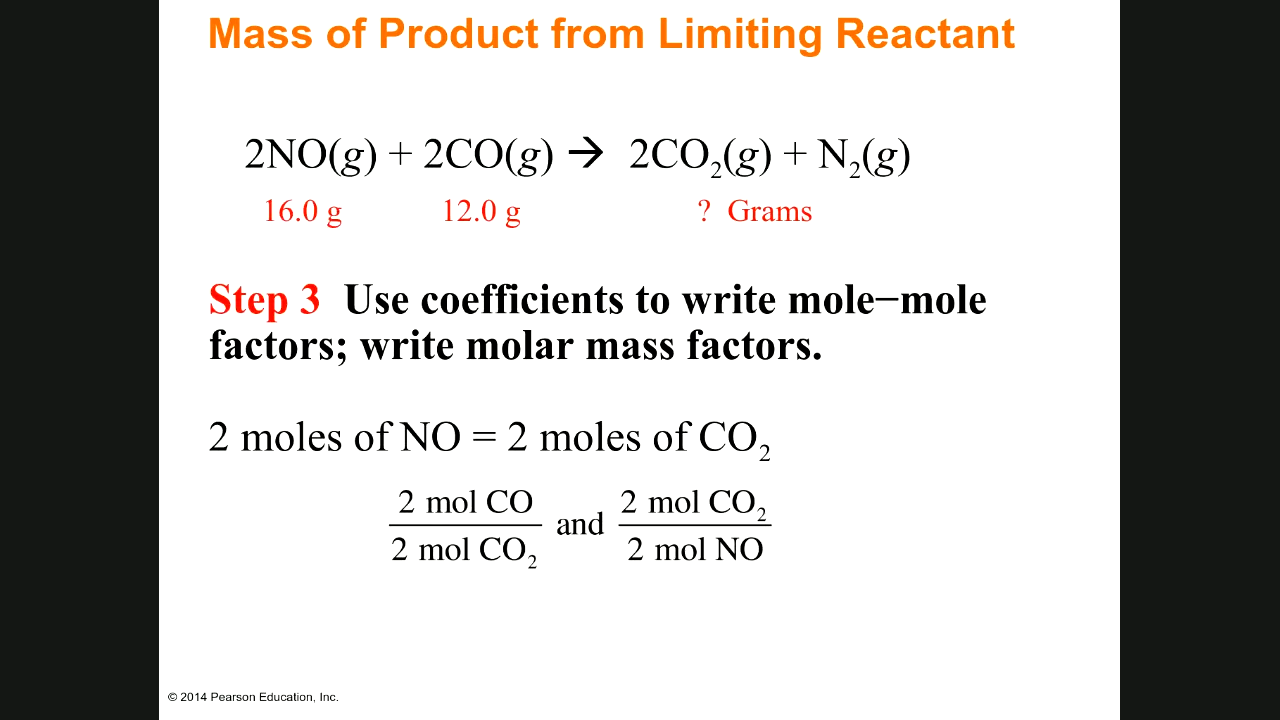 Mass of Product from Limiting Reactant
2NO(g) + 2CO(g) → 2CO₂(g) + N₂(g)
16.0 g 12.0 g ? Grams
Step 3 Use coefficients to write mole−mole
factors; write molar mass factors.
2 moles of NO = 2 moles of CO₂
2 mol CO / 2 mol CO₂ and 2 mol CO₂ / 2 mol NO
© 2014 Pearson Education, Inc.